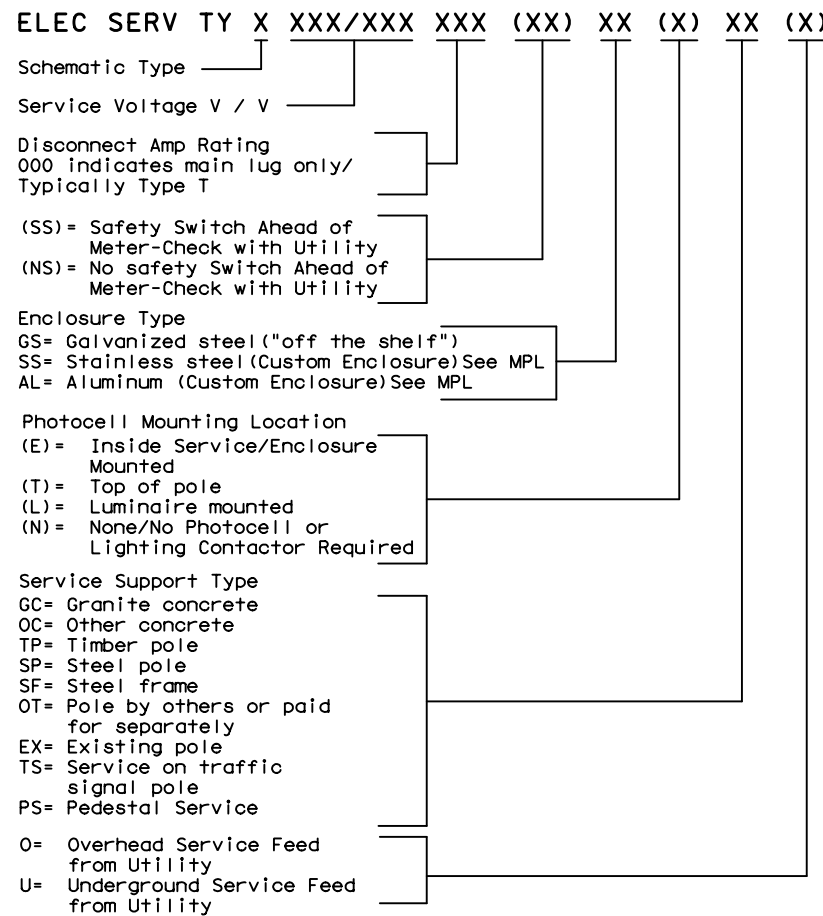 ELEC SERV TY X XXX/XXX XXX (XX) XX (X) XX (X)
Schematic Type
Service Voltage V / V
Disconnect Amp Rating
000 indicates main lug only/
Typically Type T
(SS)= Safety Switch Ahead of
Meter-Check with Utility
(NS)= No safety Switch Ahead of
Meter-Check with Utility
Enclosure Type
GS= Galvanized steel("off the shelf")
SS= Stainless steel(Custom Enclosure)See MPL
AL= Aluminum (Custom Enclosure)See MPL
Photocell Mounting Location
(E)= Inside Service/Enclosure
Mounted
(T)= Top of pole
(L)= Luminaire mounted
(N)= None/No Photocell or
Lighting Contactor Required
Service Support Type
GC= Granite concrete
OC= Other concrete
TP= Timber pole
SP= Steel pole
SF= Steel frame
OT= Pole by others or paid
for separately
EX= Existing pole
TS= Service on traffic
signal pole
PS= Pedestal Service
O= Overhead Service Feed
from Utility
U= Underground Service Feed
from Utility